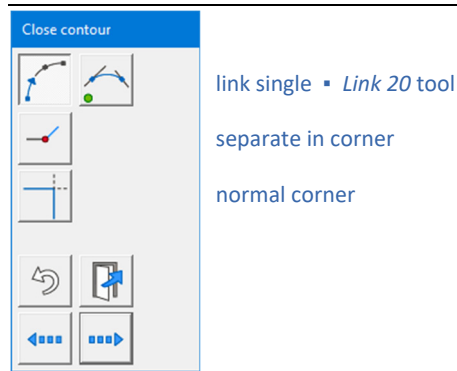 Close contour
link single ▪ Link 20 tool
separate in corner
normal corner